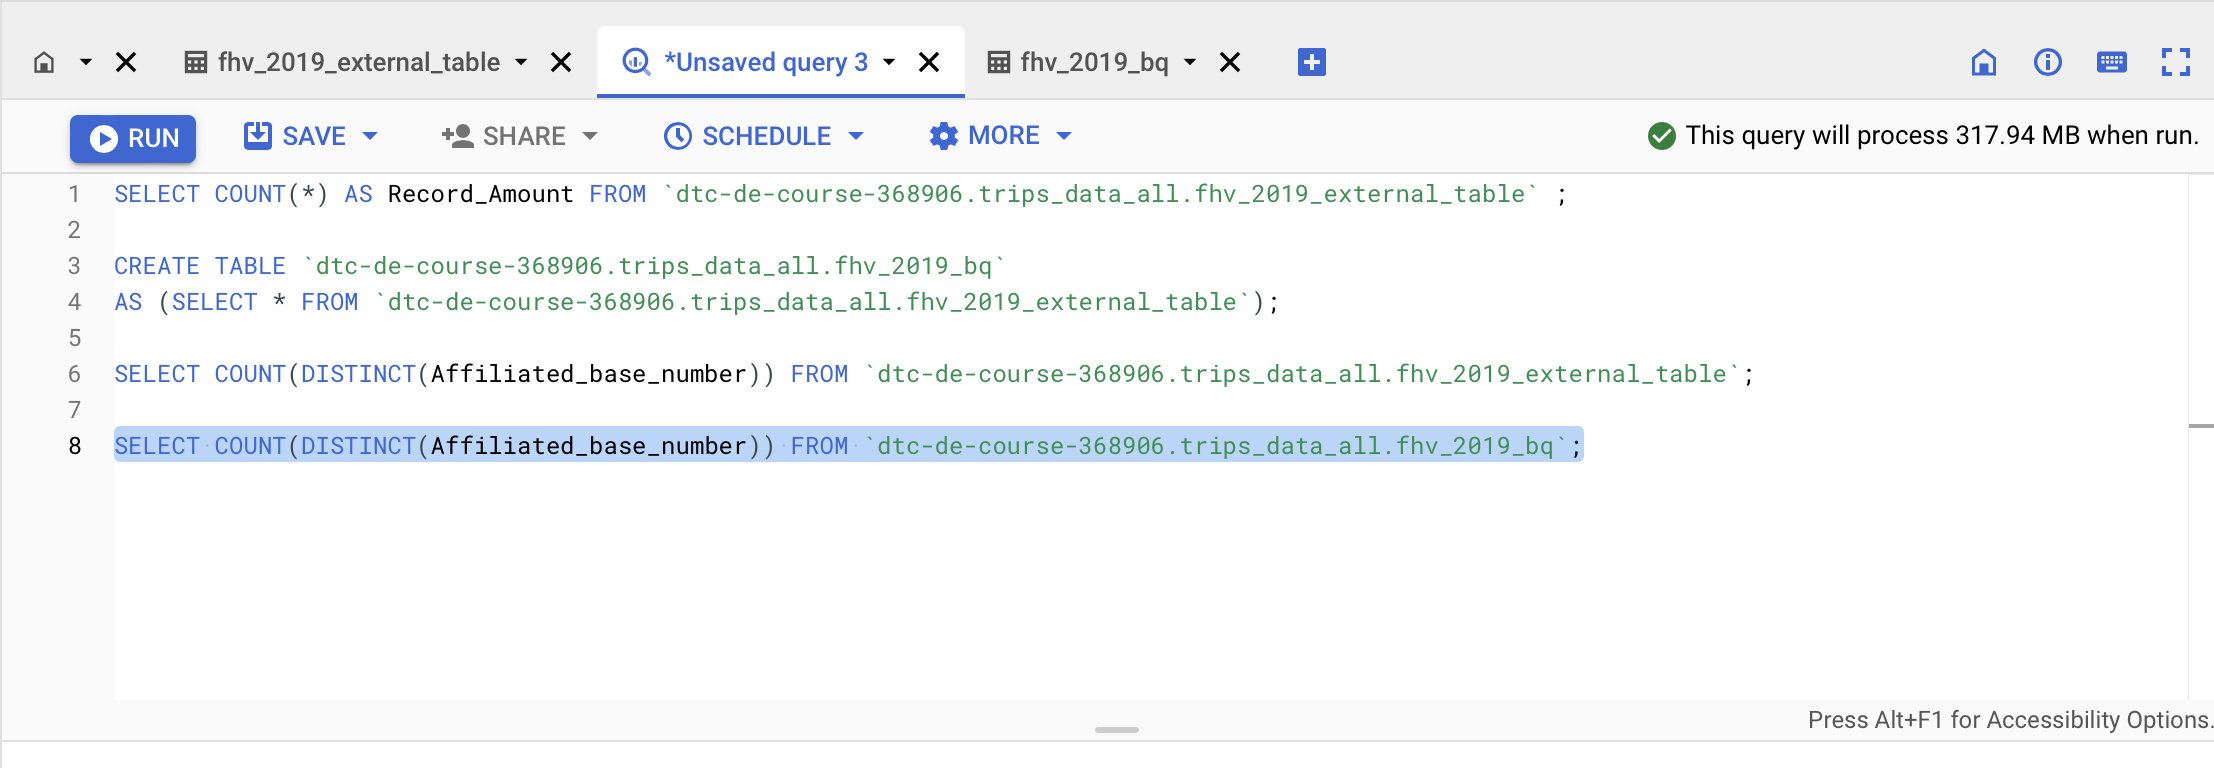 fhv_2019_external_table *Unsaved query 3 fhv_2019_bq
RUN SAVE SHARE SCHEDULE MORE This query will process 317.94 MB when run.
1 SELECT COUNT(*) AS Record_Amount FROM `dtc-de-course-368906.trips_data_all.fhv_2019_external_table` ;
2
3 CREATE TABLE `dtc-de-course-368906.trips_data_all.fhv_2019_bq`
4 AS (SELECT * FROM `dtc-de-course-368906.trips_data_all.fhv_2019_external_table`);
5
6 SELECT COUNT(DISTINCT(Affiliated_base_number)) FROM `dtc-de-course-368906.trips_data_all.fhv_2019_external_table`;
7
8 SELECT COUNT(DISTINCT(Affiliated_base_number)) FROM `dtc-de-course-368906.trips_data_all.fhv_2019_bq`;
Press Alt+F1 for Accessibility Options.